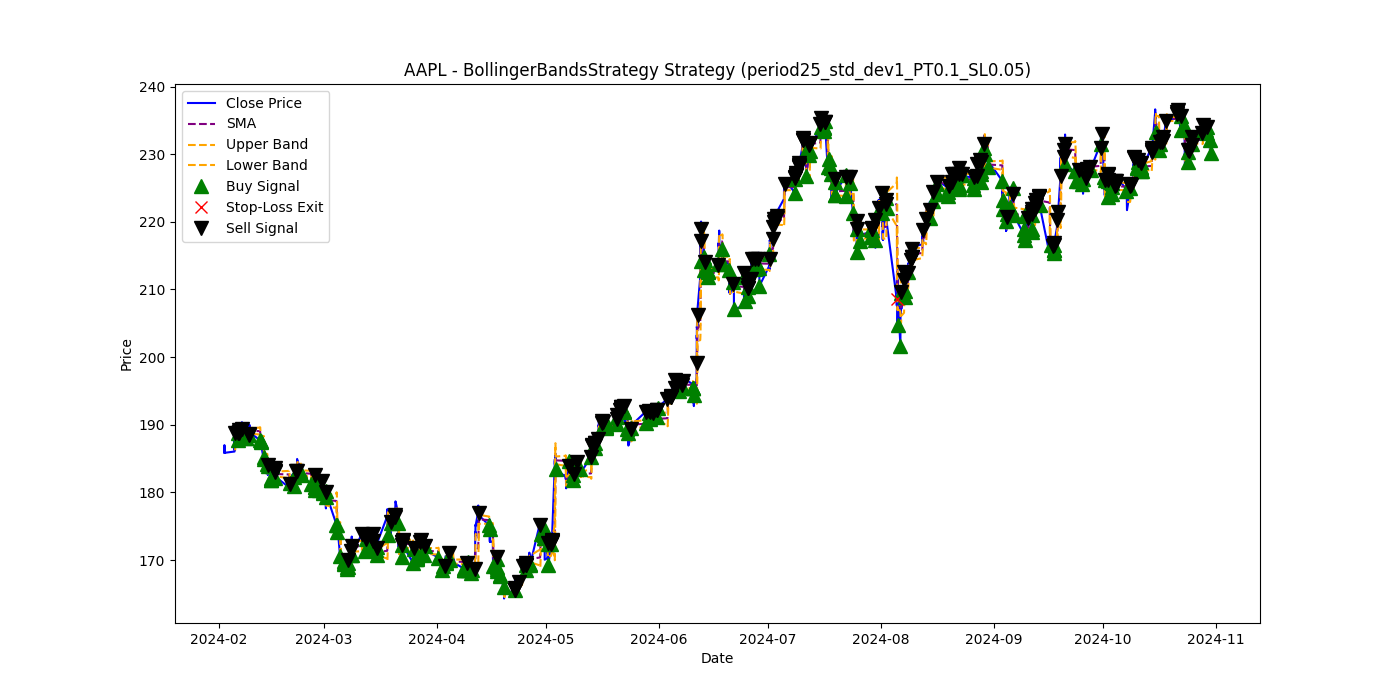 AAPL - BollingerBandsStrategy Strategy (period25_std_dev1_PT0.1_SL0.05)
Close Price
SMA
Upper Band
Lower Band
Buy Signal
Stop-Loss Exit
Sell Signal
Price
240
230
220
210
200
190
180
170
2024-02 2024-03 2024-04 2024-05 2024-06 2024-07 2024-08 2024-09 2024-10 2024-11
Date